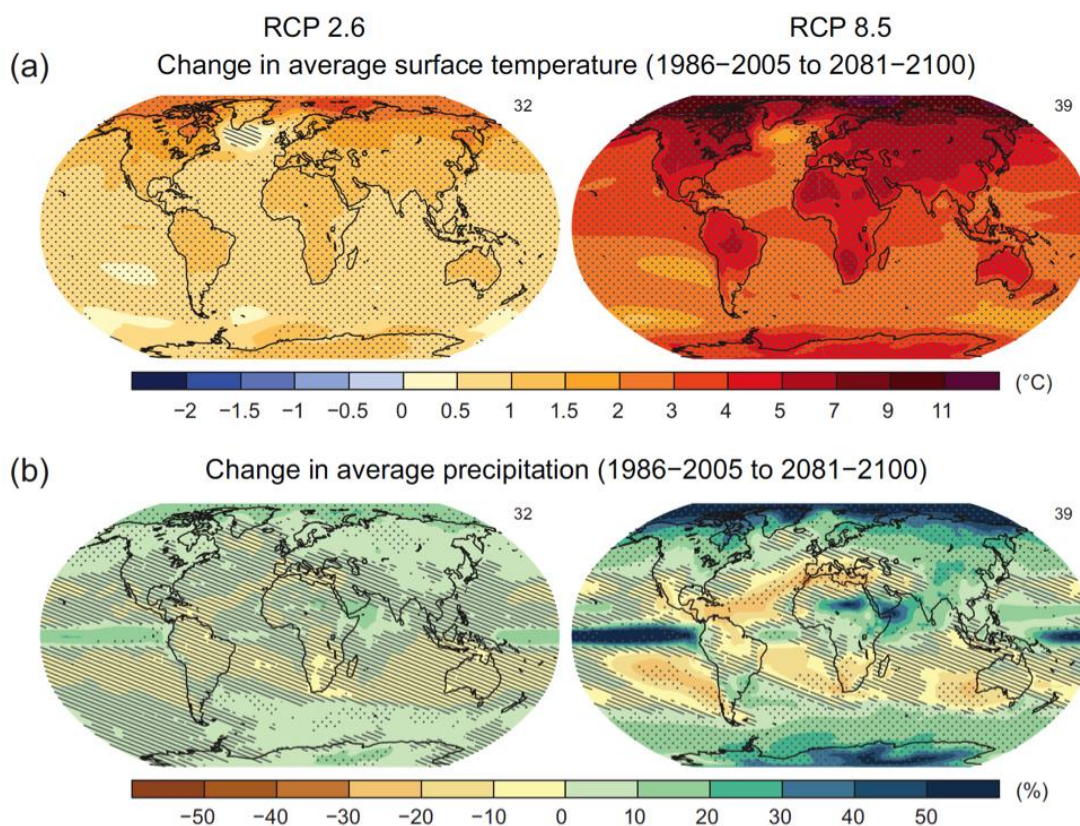 RCP 2.6 RCP 8.5
(a) Change in average surface temperature (1986−2005 to 2081−2100)
32 39
(°C)
−2 −1.5 −1 −0.5 0 0.5 1 1.5 2 3 4 5 7 9 11
(b) Change in average precipitation (1986−2005 to 2081−2100)
32 39
(%)
−50 −40 −30 −20 −10 0 10 20 30 40 50